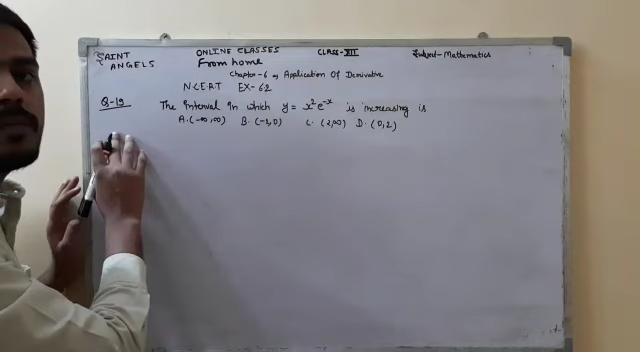 SAINT ANGELS
ONLINE CLASSES
From home
CLASS-XII
Subject- Mathematics
Chapter-6, Application Of Derivative
NCERT EX-6.2
Q-19 The Interval In which y = x²e⁻ˣ is increasing is
A. (-∞,∞) B. (-2,0) C. (2,∞) D. (0,2)